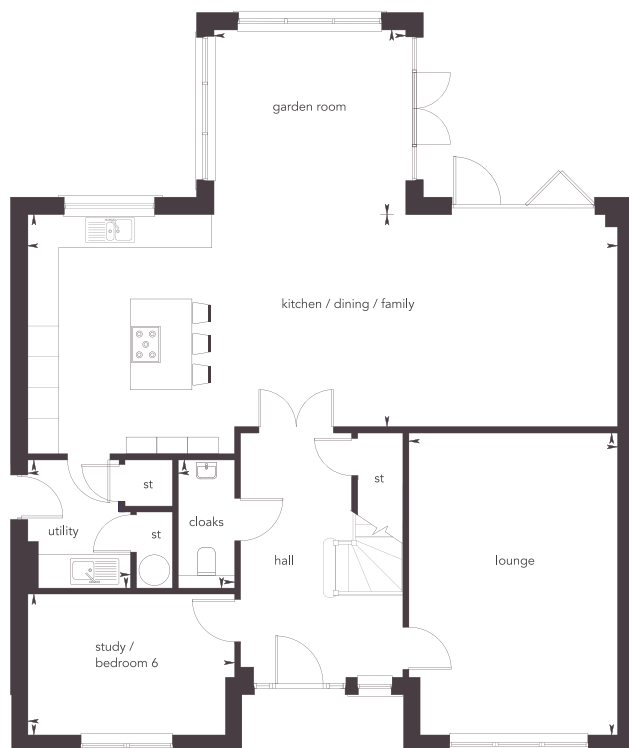 garden room
kitchen / dining / family
st
st
utility
cloaks
st
hall
lounge
study /
bedroom 6